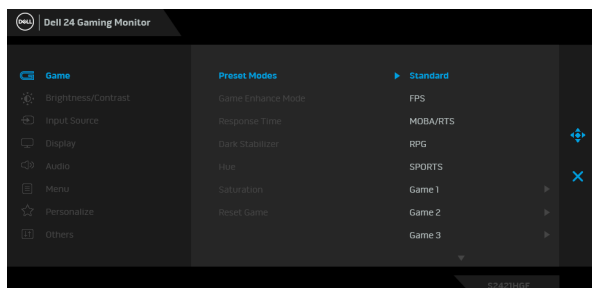 DELL
Dell 24 Gaming Monitor
Game
Brightness/Contrast
Input Source
Display
Audio
Menu
Personalize
Others
Preset Modes
Game Enhance Mode
Response Time
Dark Stabilizer
Hue
Saturation
Reset Game
Standard
FPS
MOBA/RTS
RPG
SPORTS
Game 1
Game 2
Game 3
S2421HGF